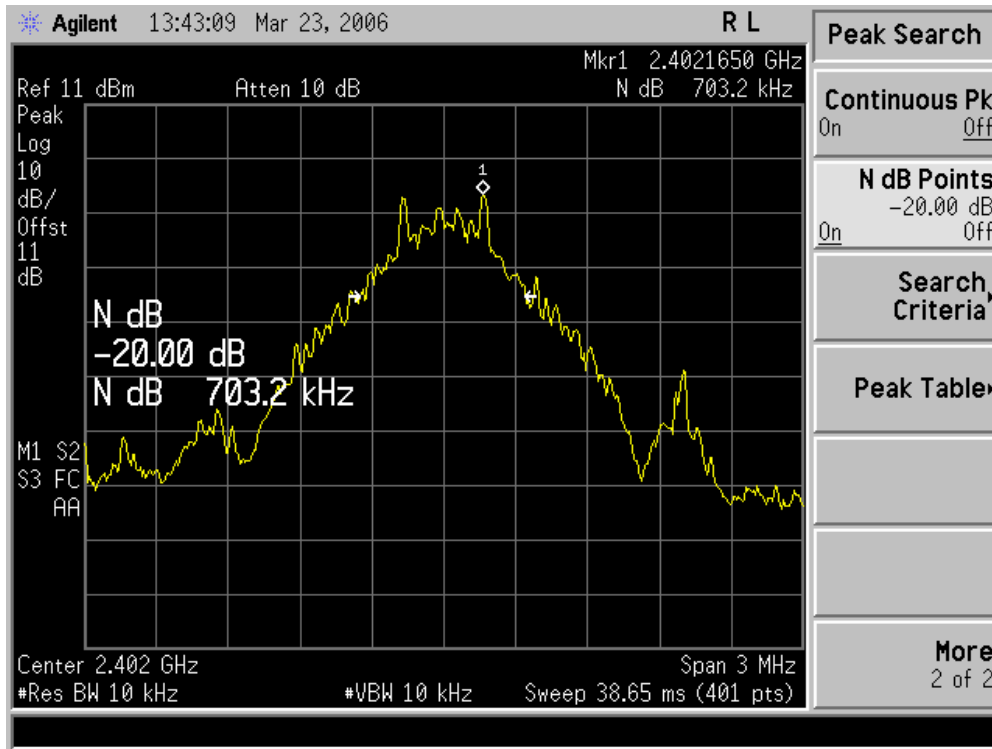 Agilent 13:43:09 Mar 23, 2006 R L
Mkr1 2.4021650 GHz
Ref 11 dBm Atten 10 dB N dB 703.2 kHz
Peak
Log
10
dB/
Offst
11
dB
1
N dB
-20.00 dB
N dB 703.2 kHz
M1 S2
S3 FC
AA
Center 2.402 GHz Span 3 MHz
#Res BW 10 kHz #VBW 10 kHz Sweep 38.65 ms (401 pts)
Peak Search
Continuous Pk
On Off
N dB Points
-20.00 dB
On Off
Search
Criteria
Peak Table
More
2 of 2